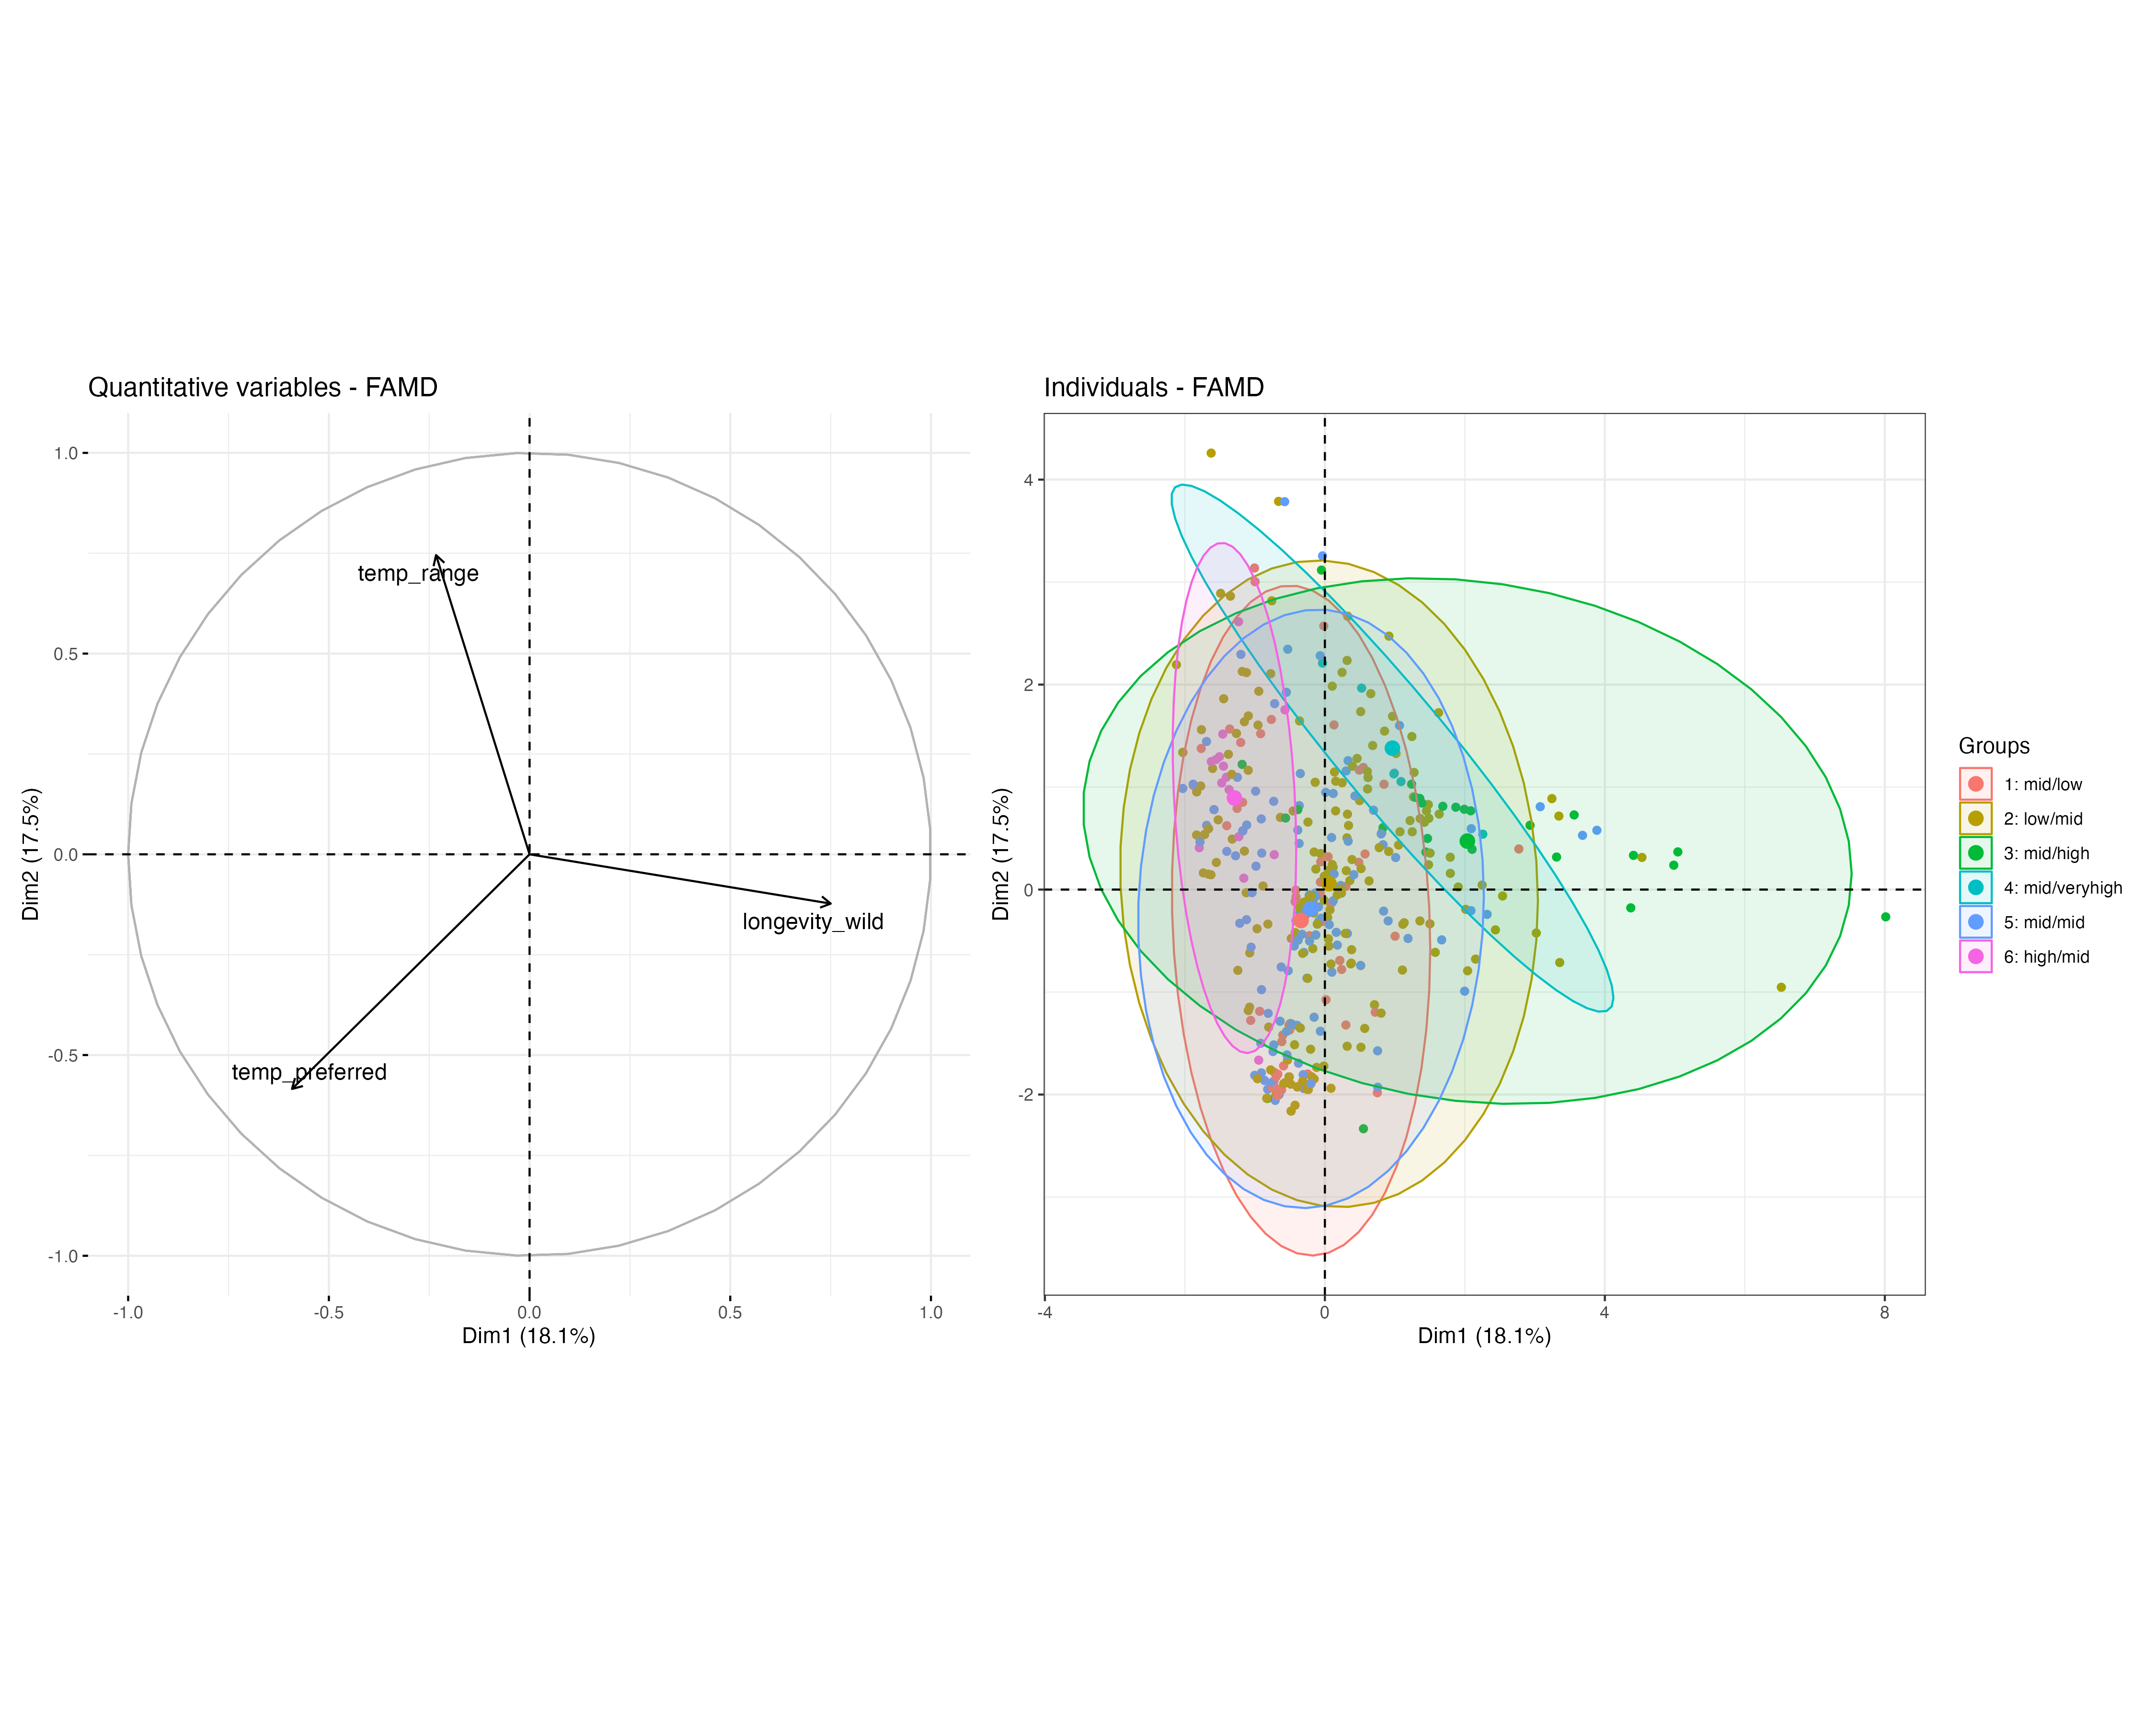 Quantitative variables - FAMD
Dim2 (17.5%)
1.0
0.5
0.0
-0.5
-1.0
temp_range
longevity_wild
temp_preferred
-1.0 -0.5 0.0 0.5 1.0
Dim1 (18.1%)
Individuals - FAMD
Dim2 (17.5%)
4
2
0
-2
-4 0 4 8
Dim1 (18.1%)
Groups
1: mid/low
2: low/mid
3: mid/high
4: mid/veryhigh
5: mid/mid
6: high/mid